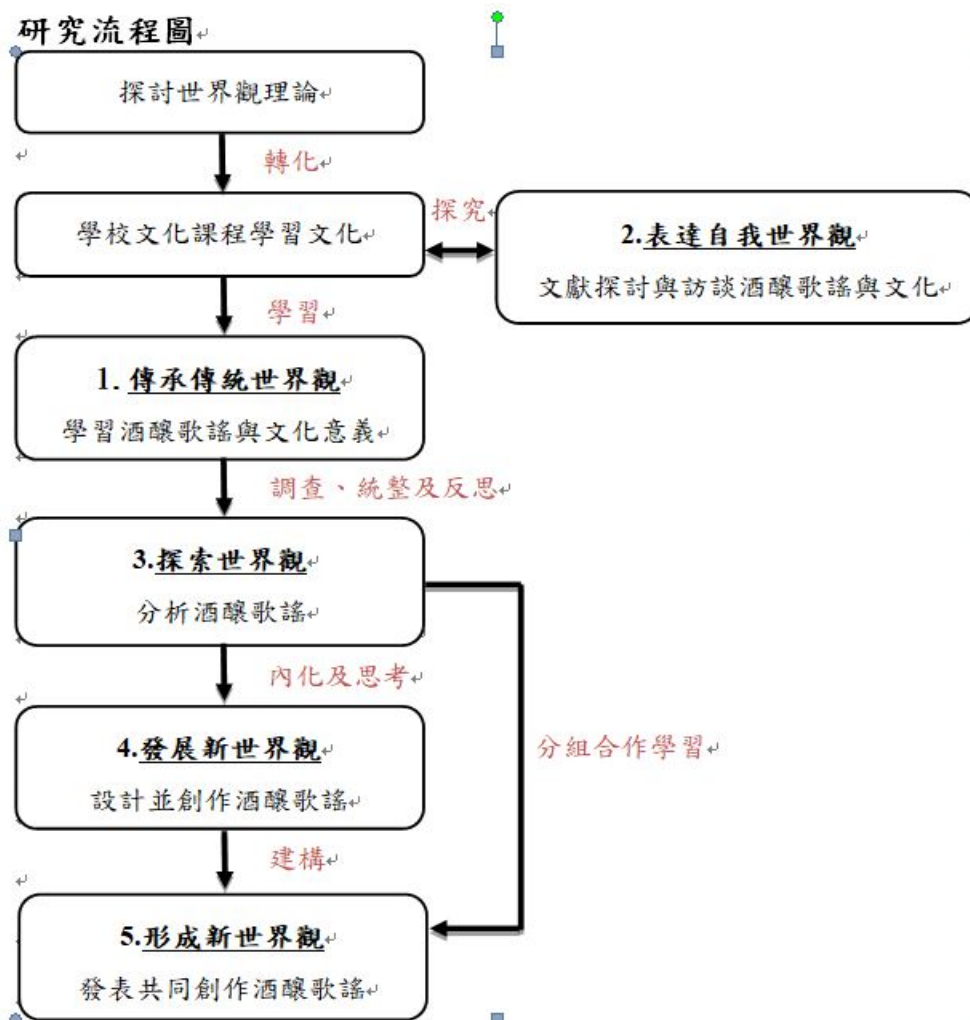 研究流程圖
探討世界觀理論
轉化
學校文化課程學習文化
探究
2.表達自我世界觀
文獻探討與訪談酒釀歌謠與文化
學習
1. 傳承傳統世界觀
學習酒釀歌謠與文化意義
調查、統整及反思
3.探索世界觀
分析酒釀歌謠
內化及思考
4.發展新世界觀
設計並創作酒釀歌謠
分組合作學習
建構
5.形成新世界觀
發表共同創作酒釀歌謠